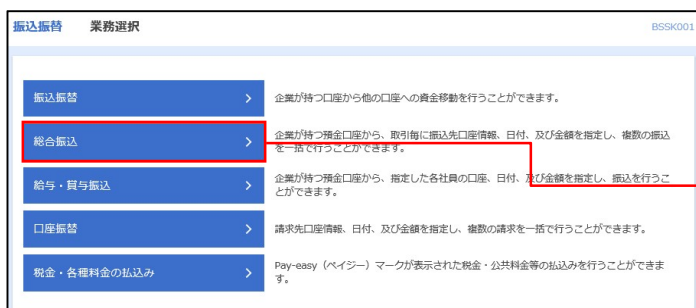 振込振替 業務選択 BSSK001
振込振替
企業が持つ口座から他の口座への資金移動を行うことができます。
総合振込
企業が持つ預金口座から、取引毎に振込先口座情報、日付、及び金額を指定し、複数の振込
を一括で行うことができます。
給与・賞与振込
企業が持つ預金口座から、指定した各社員の口座、日付、及び金額を指定し、振込を行うこ
とができます。
口座振替
請求先口座情報、日付、及び金額を指定し、複数の請求を一括で行うことができます。
税金・各種料金の払込み
Pay-easy（ペイジー）マークが表示された税金・公共料金等の払込みを行うことができま
す。